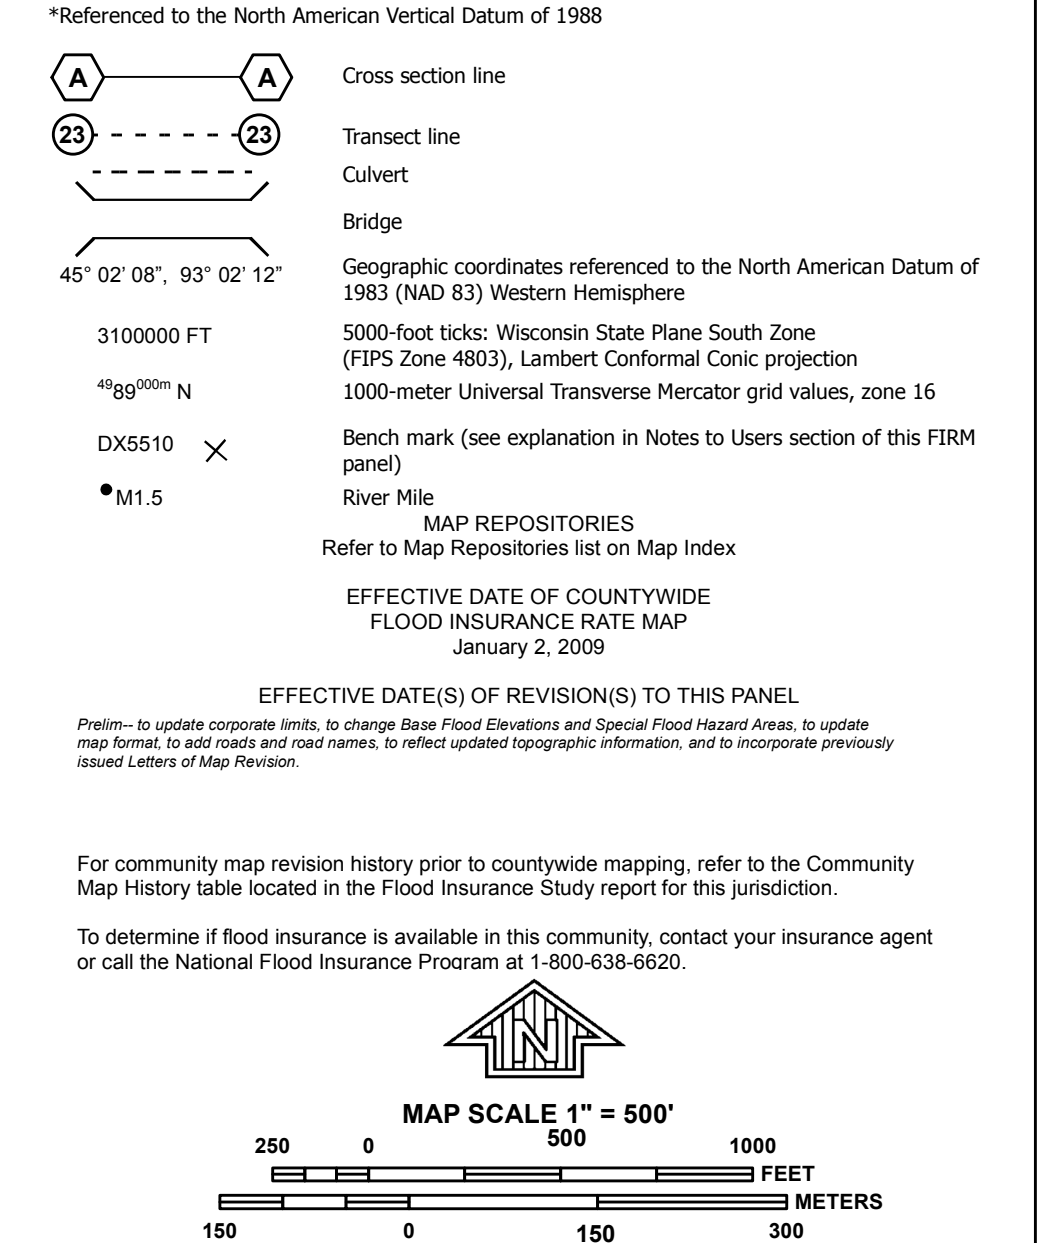 *Referenced to the North American Vertical Datum of 1988
A A Cross section line
23 23 Transect line
Culvert
Bridge
45° 02’ 08”, 93° 02’ 12” Geographic coordinates referenced to the North American Datum of
1983 (NAD 83) Western Hemisphere
3100000 FT 5000-foot ticks: Wisconsin State Plane South Zone
(FIPS Zone 4803), Lambert Conformal Conic projection
4989000m N 1000-meter Universal Transverse Mercator grid values, zone 16
DX5510 Bench mark (see explanation in Notes to Users section of this FIRM
panel)
M1.5 River Mile
MAP REPOSITORIES
Refer to Map Repositories list on Map Index
EFFECTIVE DATE OF COUNTYWIDE
FLOOD INSURANCE RATE MAP
January 2, 2009
EFFECTIVE DATE(S) OF REVISION(S) TO THIS PANEL
Prelim-- to update corporate limits, to change Base Flood Elevations and Special Flood Hazard Areas, to update
map format, to add roads and road names, to reflect updated topographic information, and to incorporate previously
issued Letters of Map Revision.
For community map revision history prior to countywide mapping, refer to the Community
Map History table located in the Flood Insurance Study report for this jurisdiction.
To determine if flood insurance is available in this community, contact your insurance agent
or call the National Flood Insurance Program at 1-800-638-6620.
N
MAP SCALE 1" = 500'
250 0 500 1000
FEET
METERS
150 0 150 300